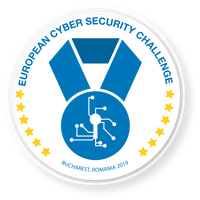 EUROPEAN CYBER SECURITY CHALLENGE
BUCHAREST, ROMANIA 2019